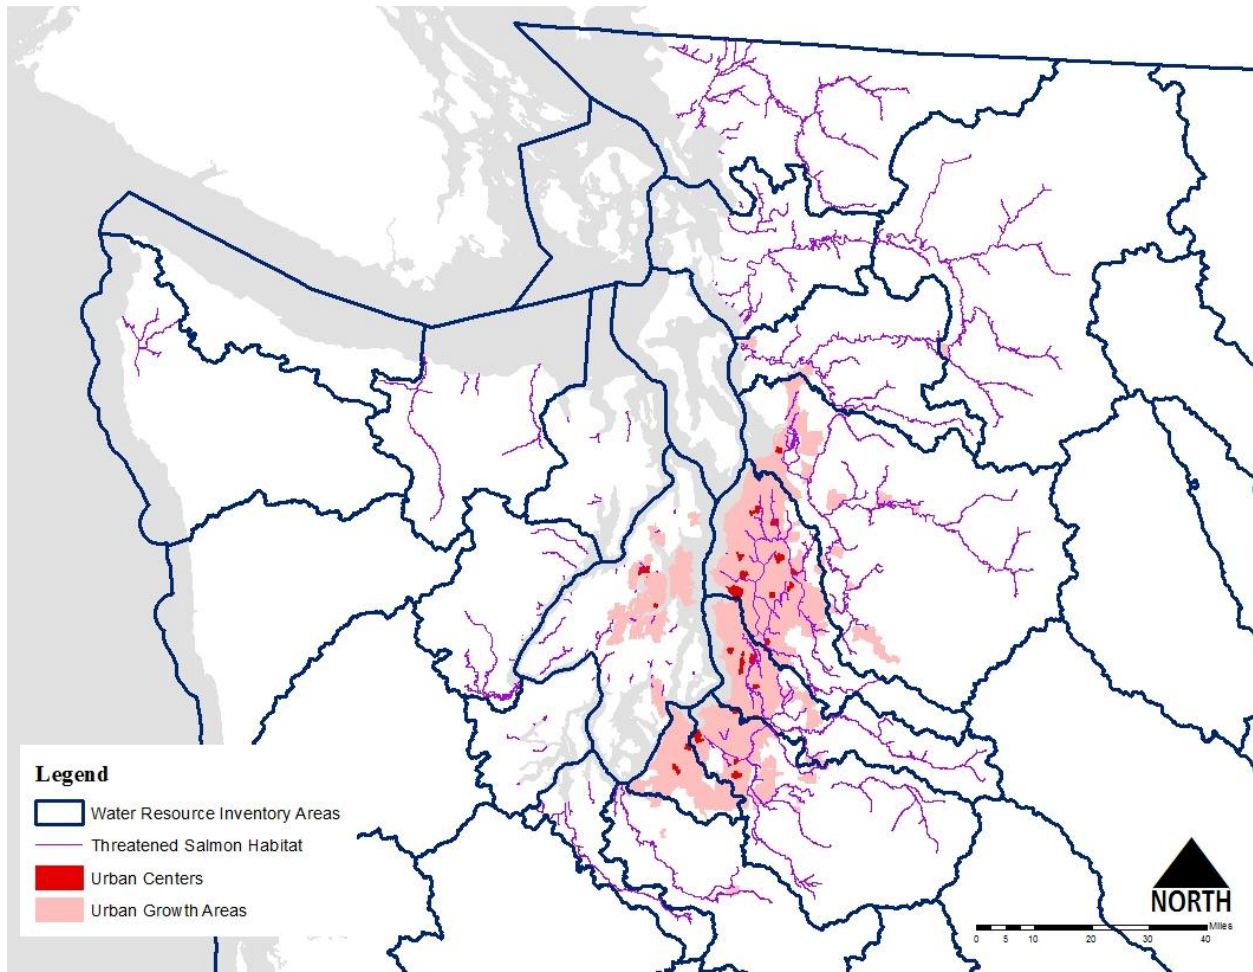 Legend
Water Resource Inventory Areas
Threatened Salmon Habitat
Urban Centers
Urban Growth Areas
NORTH
Miles
0 5 10 20 30 40